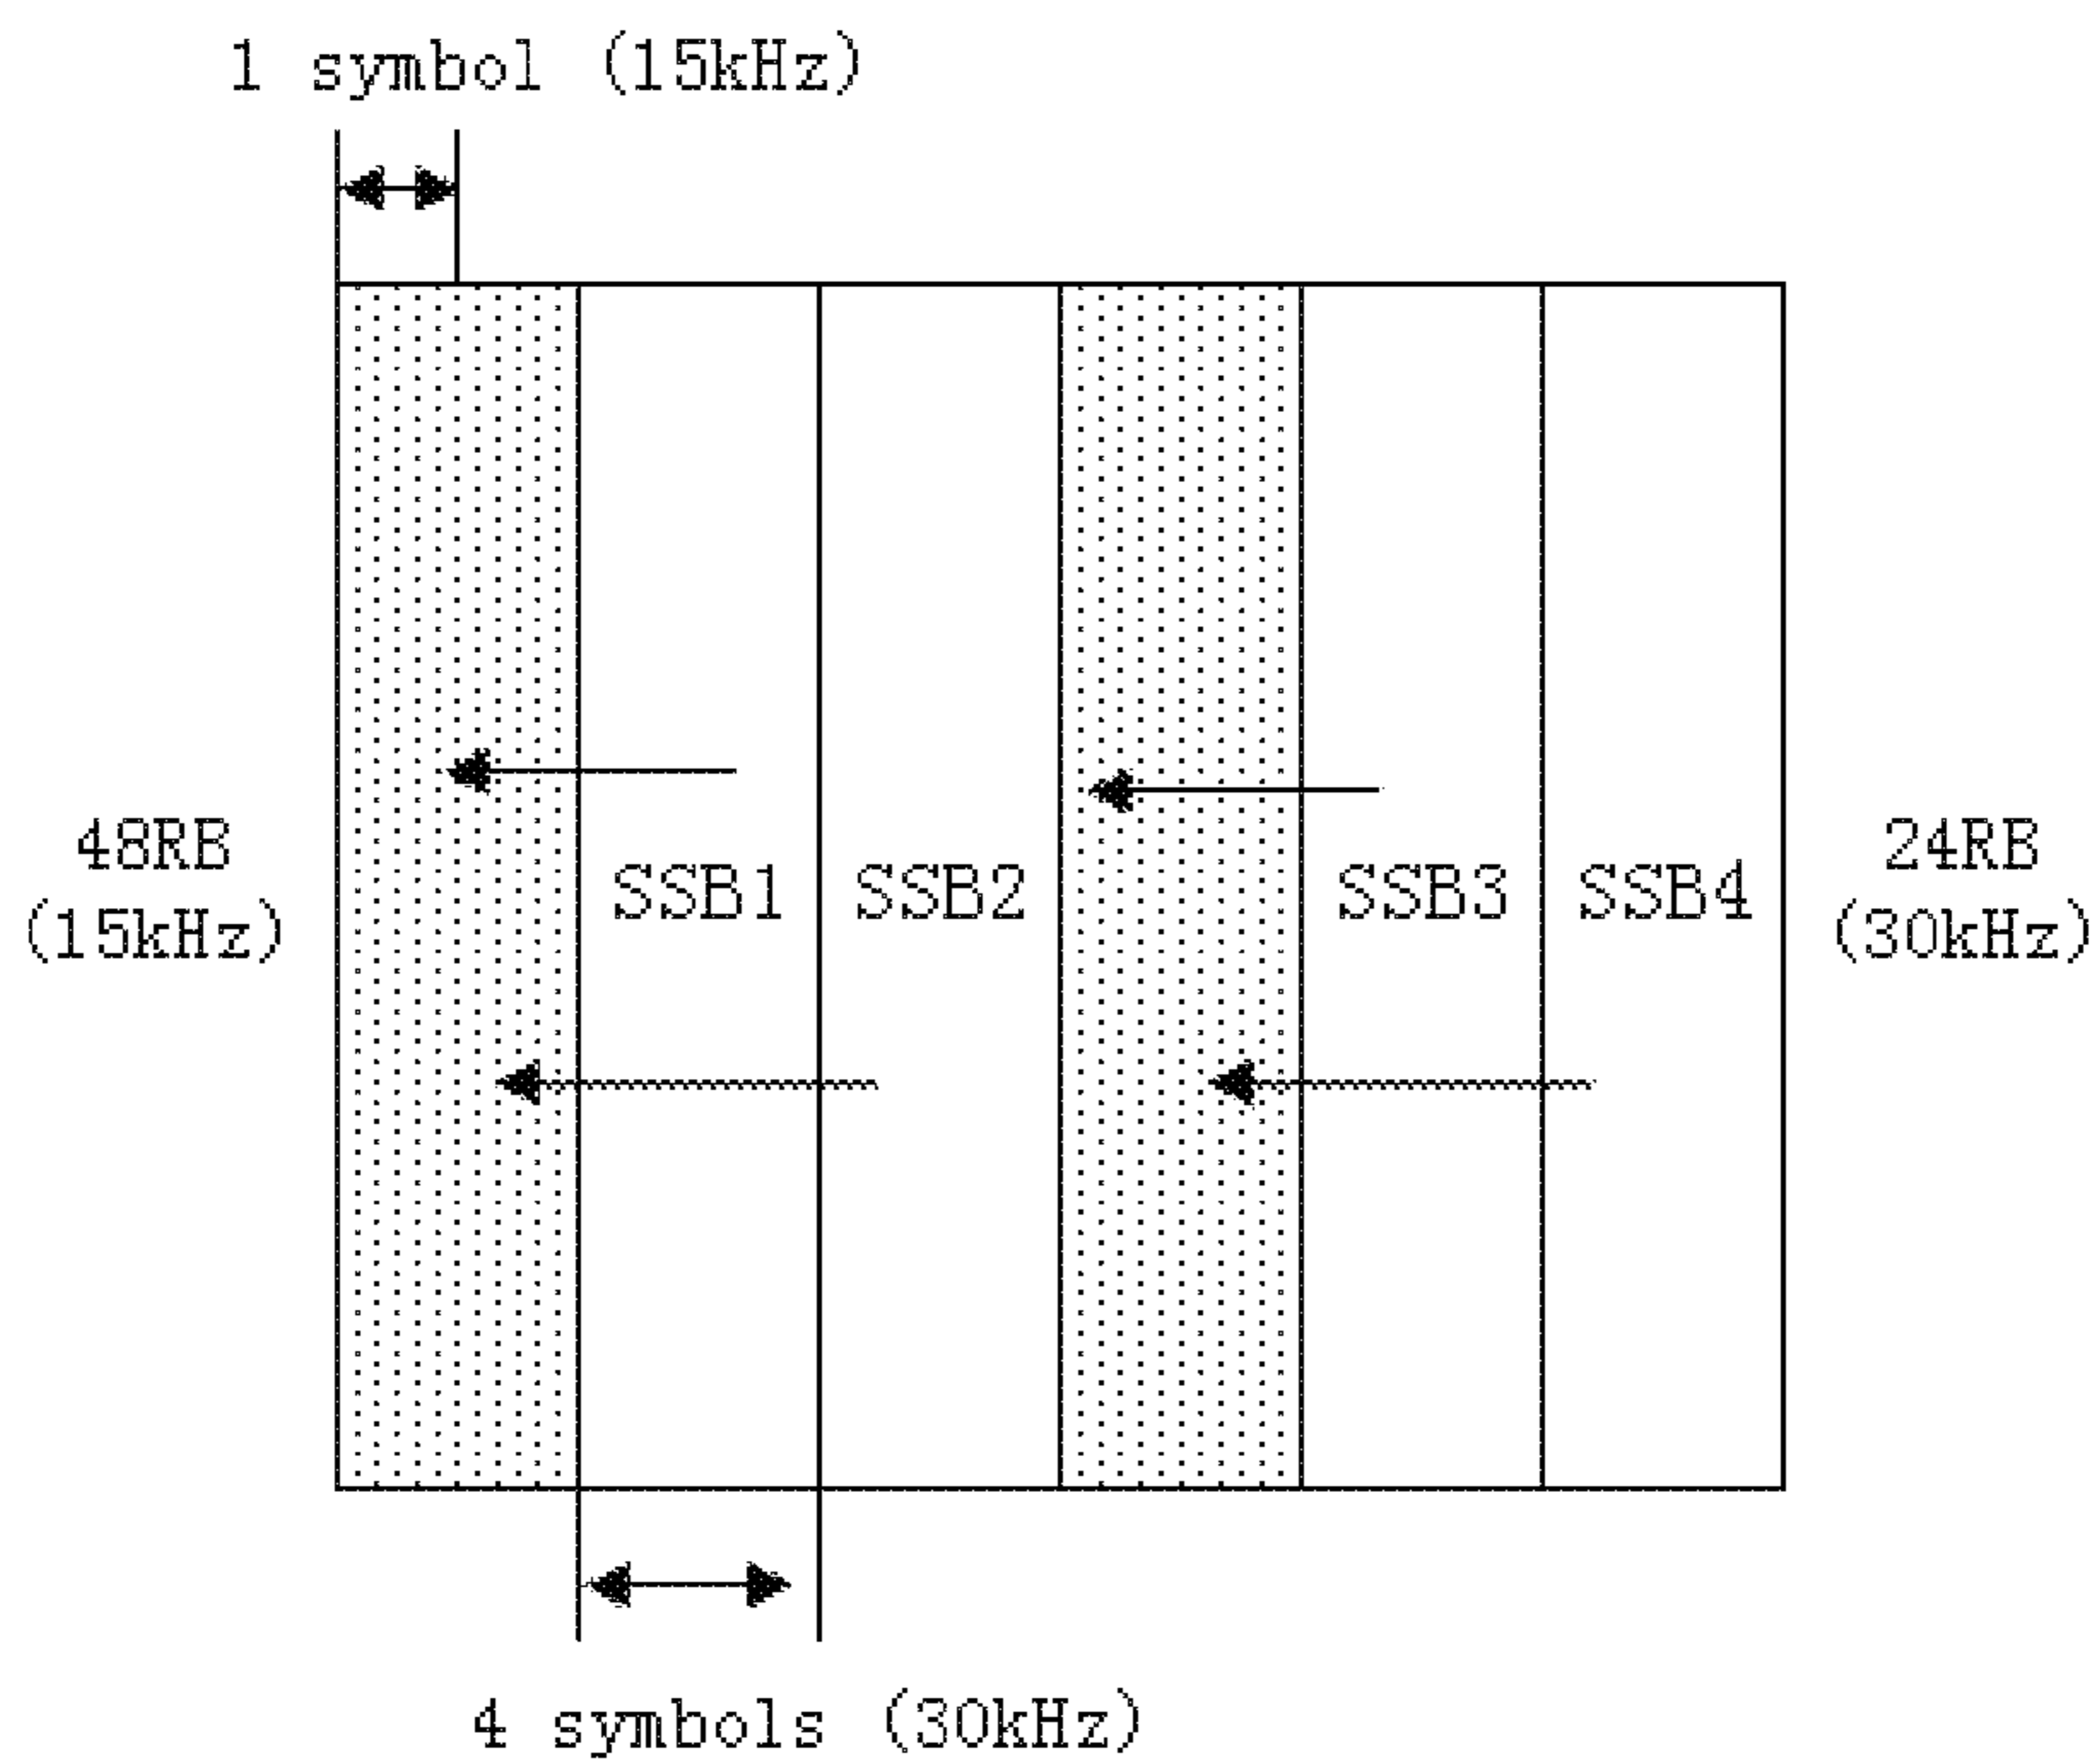 1 symbol (15kHz)
48RB
(15kHz)
SSB1
SSB2
SSB3
SSB4
24RB
(30kHz)
4 symbols (30kHz)